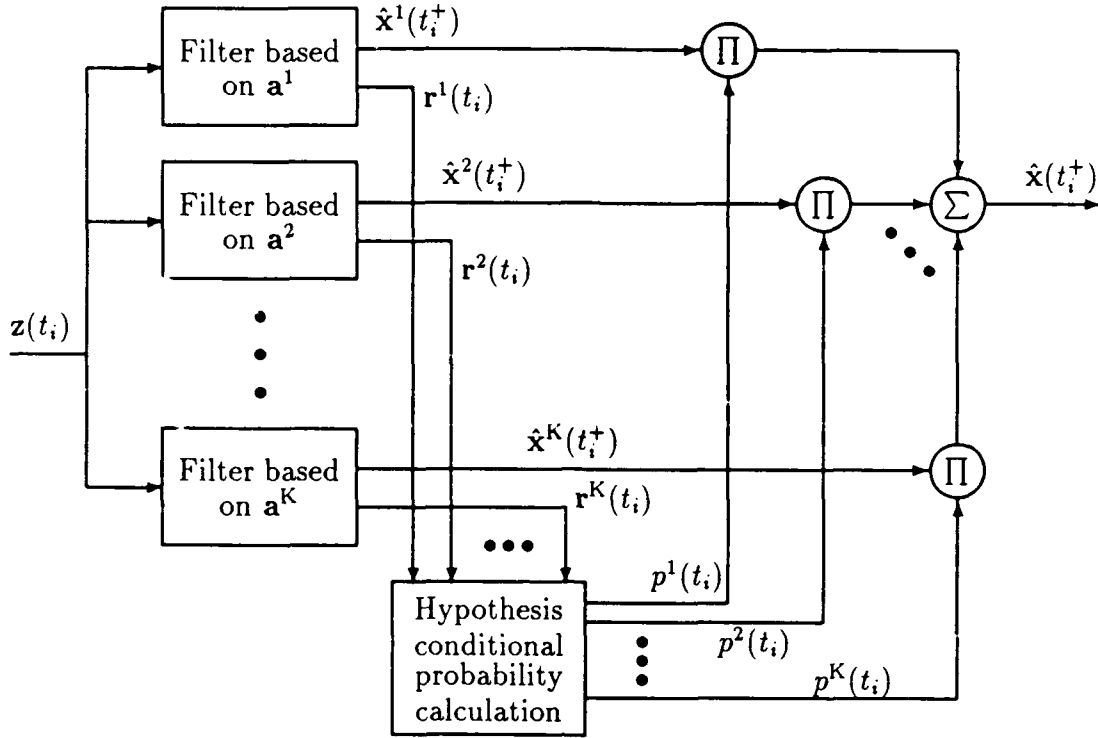 x̂¹(tᵢ⁺)
Filter based
on a¹
r¹(tᵢ)
Π
x̂²(tᵢ⁺)
Filter based
on a²
r²(tᵢ)
Π
Σ
x̂(tᵢ⁺)
z(tᵢ)
x̂ᴷ(tᵢ⁺)
Filter based
on aᴷ
rᴷ(tᵢ)
Π
Hypothesis
conditional
probability
calculation
p¹(tᵢ)
p²(tᵢ)
pᴷ(tᵢ)